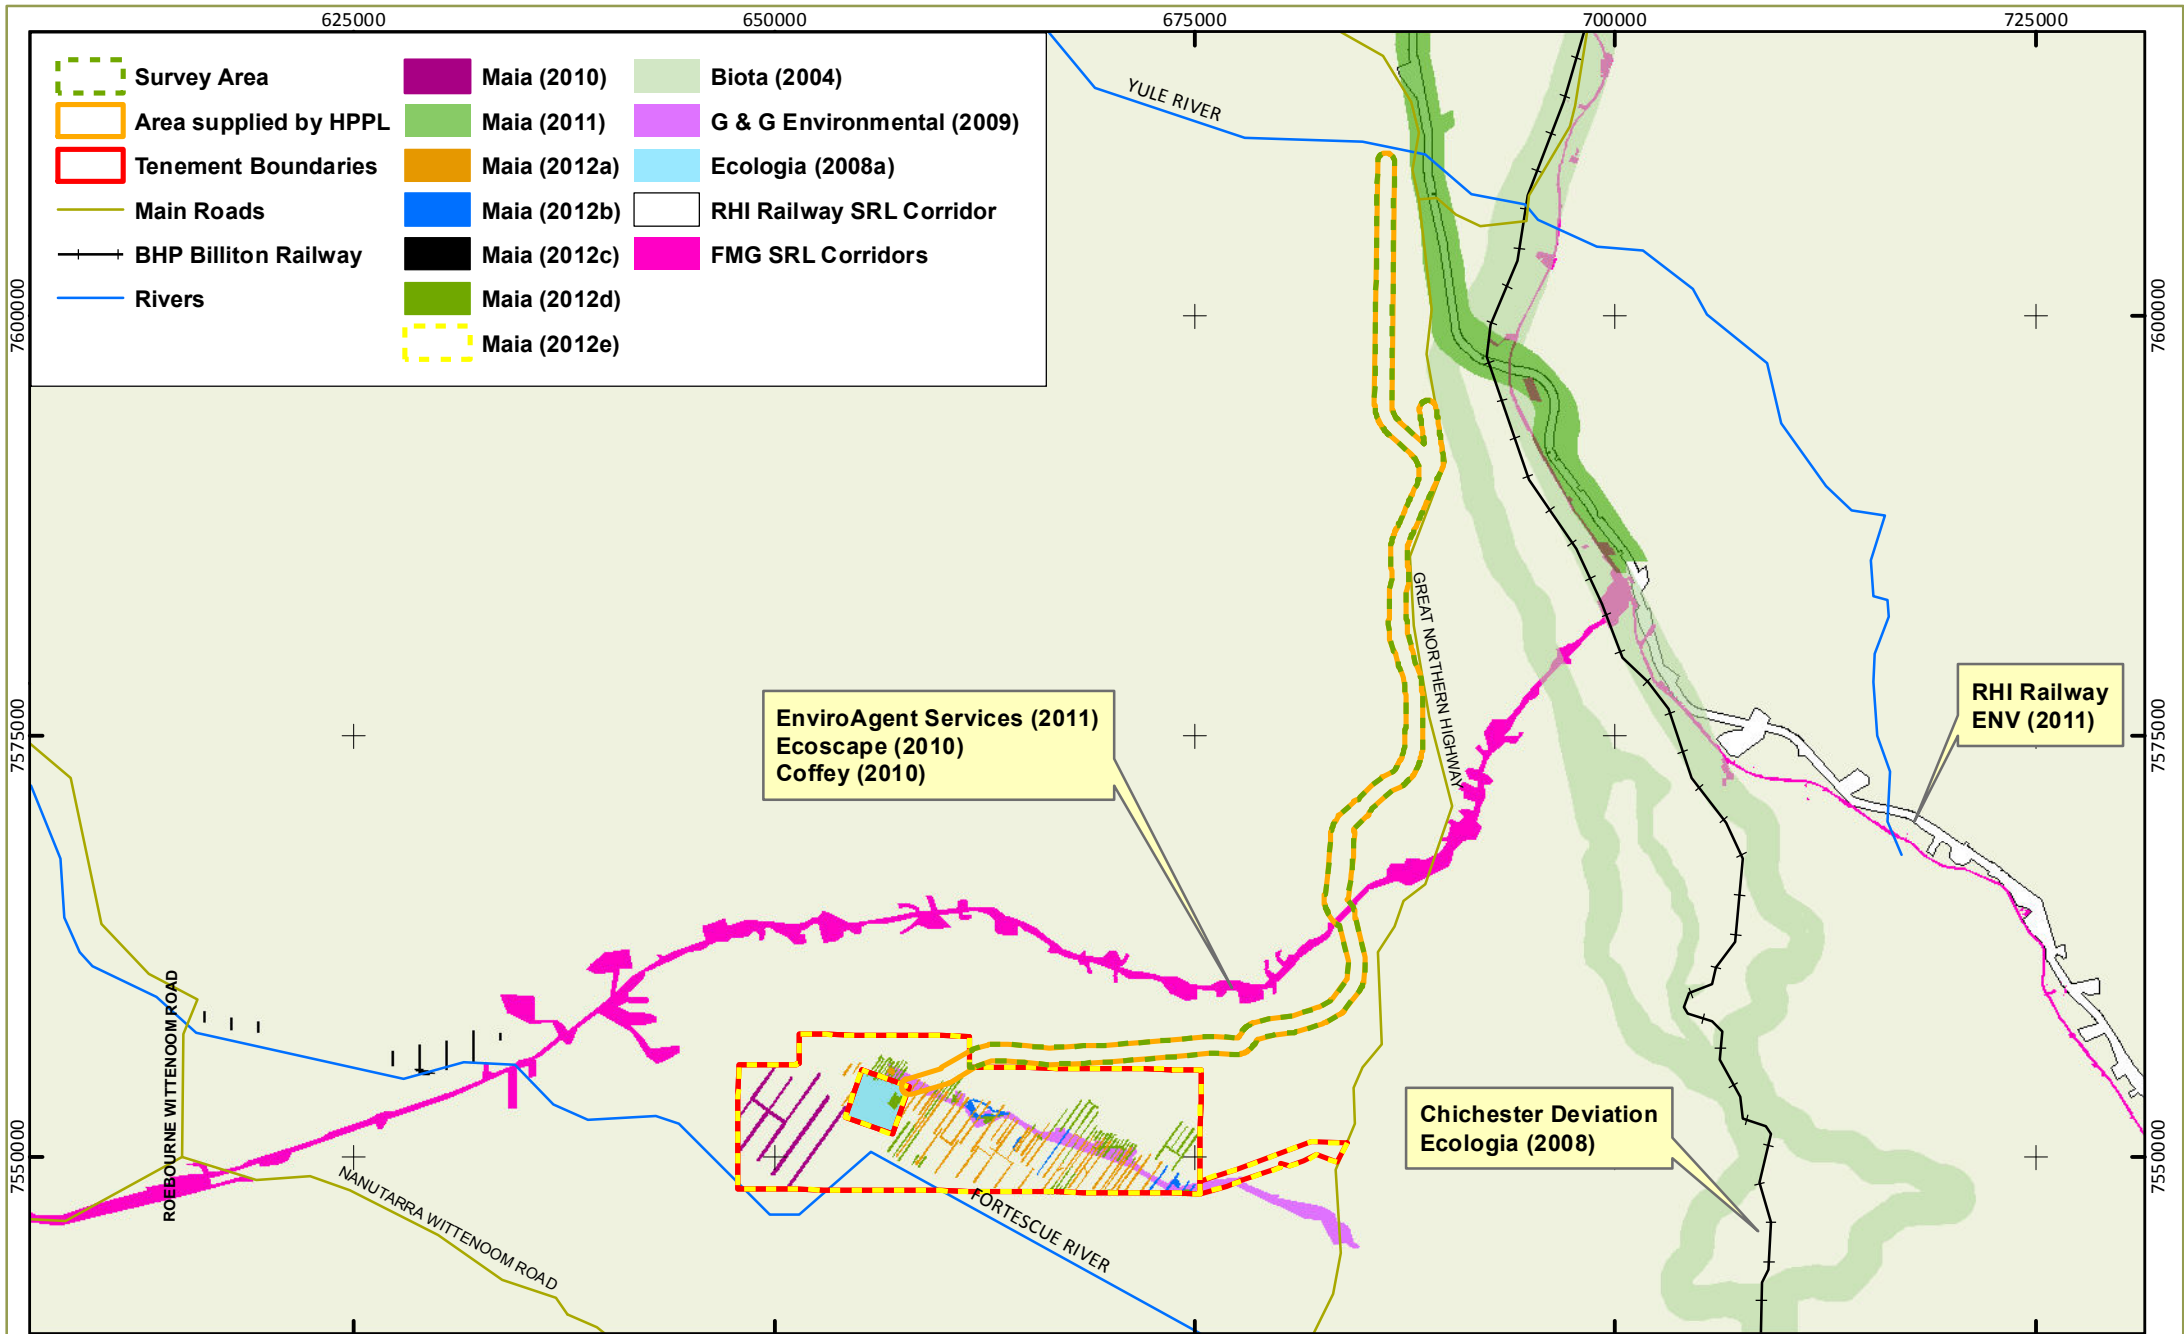 625000
650000
675000
700000
725000
Survey Area
Area supplied by HPPL
Tenement Boundaries
Main Roads
BHP Billiton Railway
Rivers
Maia (2010)
Maia (2011)
Maia (2012a)
Maia (2012b)
Maia (2012c)
Maia (2012d)
Maia (2012e)
Biota (2004)
G & G Environmental (2009)
Ecologia (2008a)
RHI Railway SRL Corridor
FMG SRL Corridors
YULE RIVER
7600000
7600000
GREAT NORTHERN HIGHWAY
EnviroAgent Services (2011)
Ecoscape (2010)
Coffey (2010)
RHI Railway
ENV (2011)
7575000
7575000
ROEBOURNE WITTENOOM ROAD
NANUTARRA WITTENOOM ROAD
FORTESCUE RIVER
Chichester Deviation
Ecologia (2008)
7550000
7550000